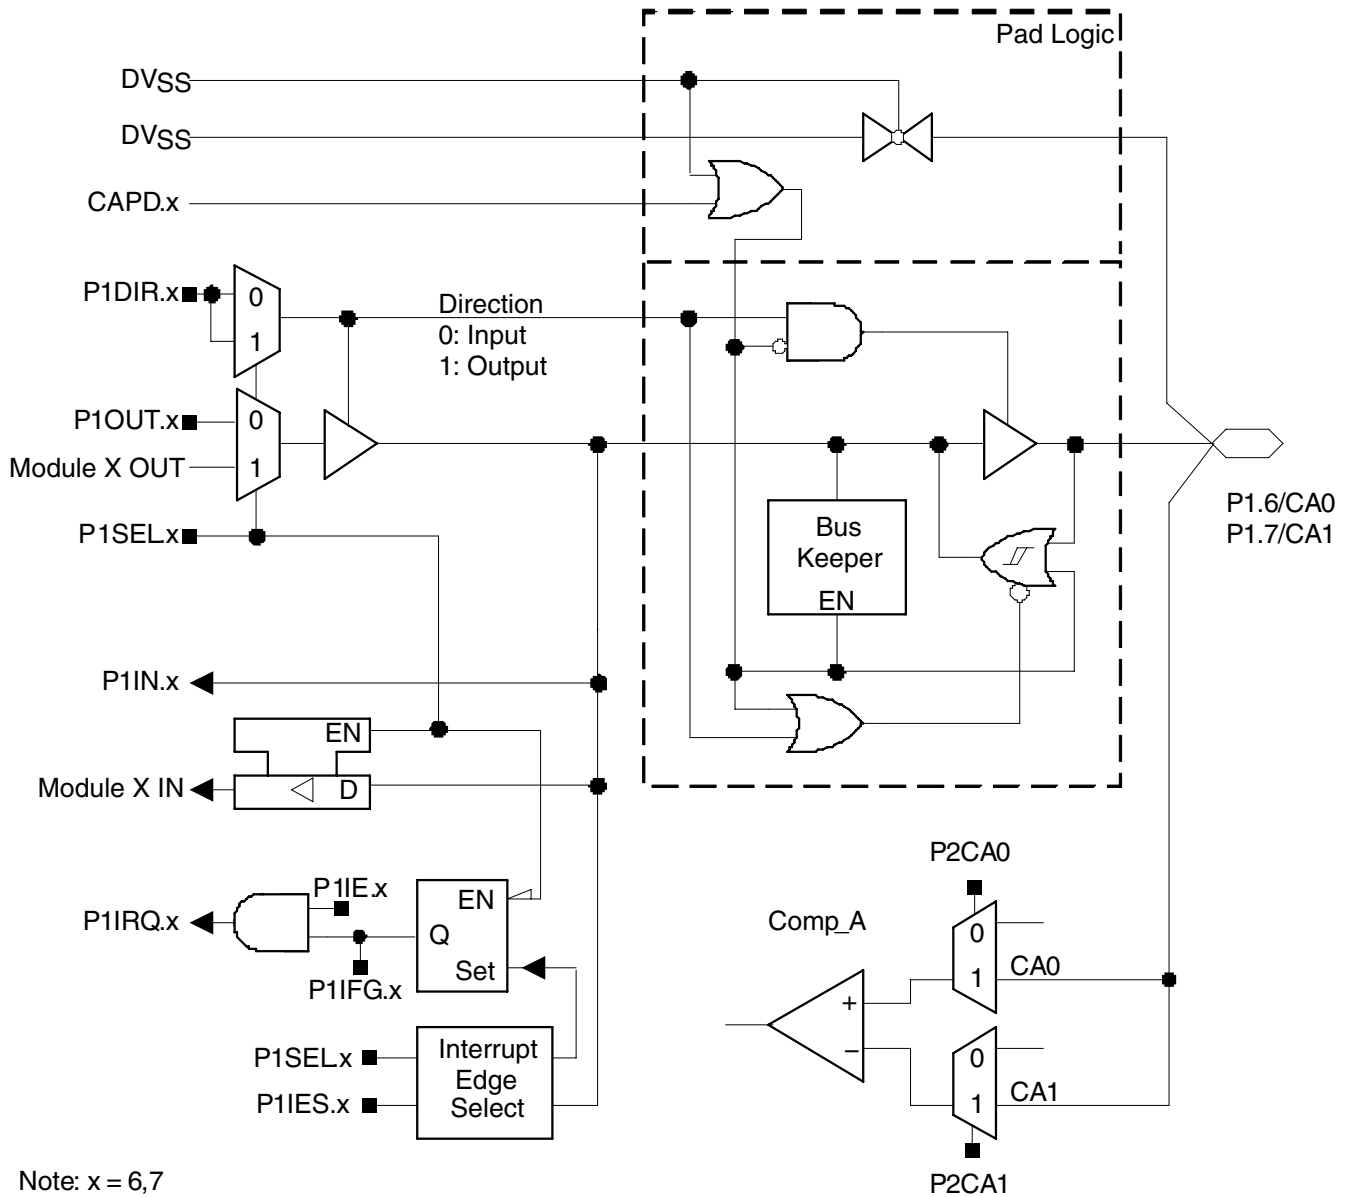 Pad Logic
DVSS
DVSS
CAPD.x
P1DIR.x
0
1
Direction
0: Input
1: Output
P1OUT.x
0
Module X OUT
1
P1SEL.x
Bus
Keeper
EN
P1.6/CA0
P1.7/CA1
P1IN.x
EN
Module X IN
D
P1IE.x
P1IRQ.x
EN
Q
Set
P1IFG.x
P1SEL.x
P1IES.x
Interrupt
Edge
Select
P2CA0
Comp_A
0
1
CA0
+
−
0
1
CA1
P2CA1
Note: x = 6,7